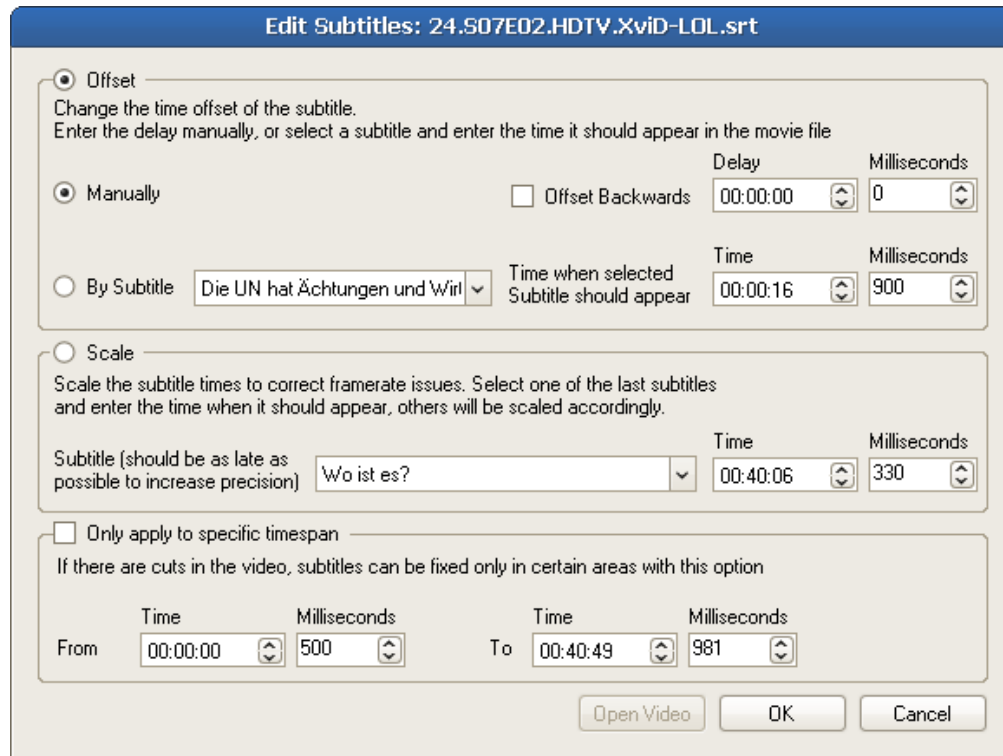 Edit Subtitles: 24.S07E02.HDTV.XviD-LOL.srt
Offset
Change the time offset of the subtitle.
Enter the delay manually, or select a subtitle and enter the time it should appear in the movie file
Delay Milliseconds
Manually Offset Backwards 00:00:00 0
Time Milliseconds
By Subtitle Die UN hat Ächtungen und Time when selected
Subtitle should appear 00:00:16 900
Scale
Scale the subtitle times to correct framerate issues. Select one of the last subtitles
and enter the time when it should appear, others will be scaled accordingly.
Time Milliseconds
Subtitle (should be as late as
possible to increase precision) Wo ist es? 00:40:06 330
Only apply to specific timespan
If there are cuts in the video, subtitles can be fixed only in certain areas with this option
Time Milliseconds Time Milliseconds
From 00:00:00 500 To 00:40:49 981
Open Video OK Cancel